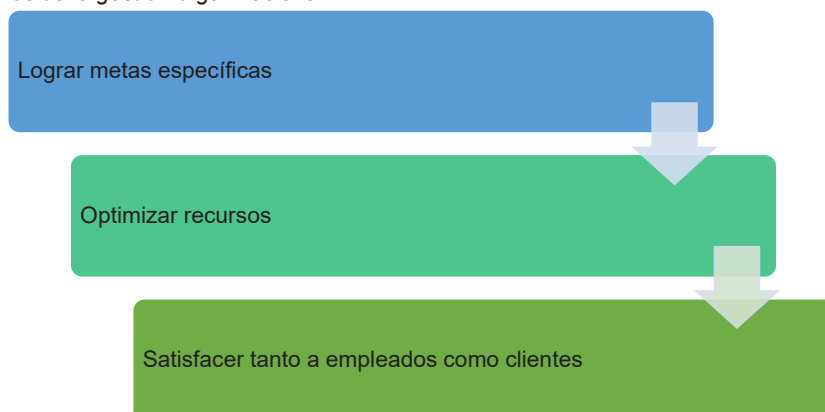 Lograr metas específicas
Optimizar recursos
Satisfacer tanto a empleados como clientes